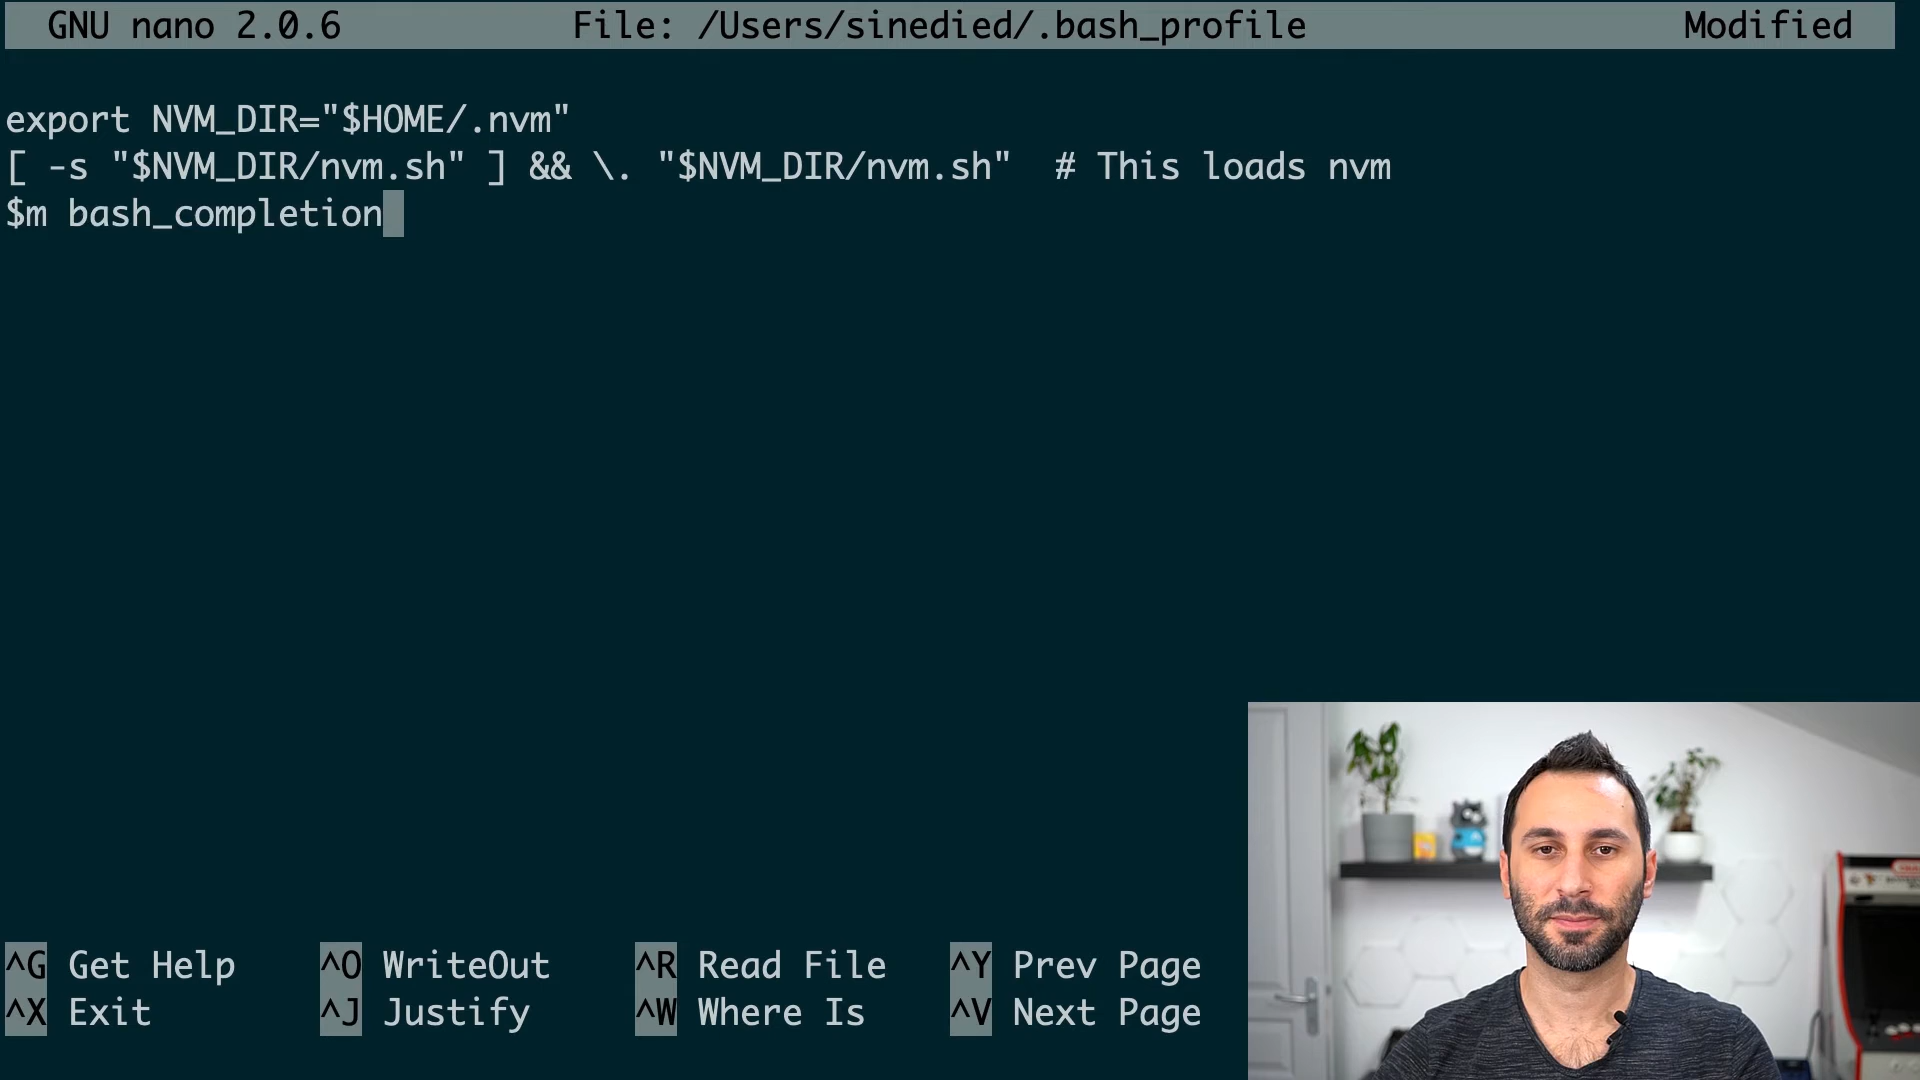 GNU nano 2.0.6 File: /Users/sinedied/.bash_profile Modified
export NVM_DIR="$HOME/.nvm"
[ -s "$NVM_DIR/nvm.sh" ] && \. "$NVM_DIR/nvm.sh"  # This loads nvm
$m bash_completion
^G Get Help ^O WriteOut ^R Read File ^Y Prev Page
^X Exit ^J Justify ^W Where Is ^V Next Page